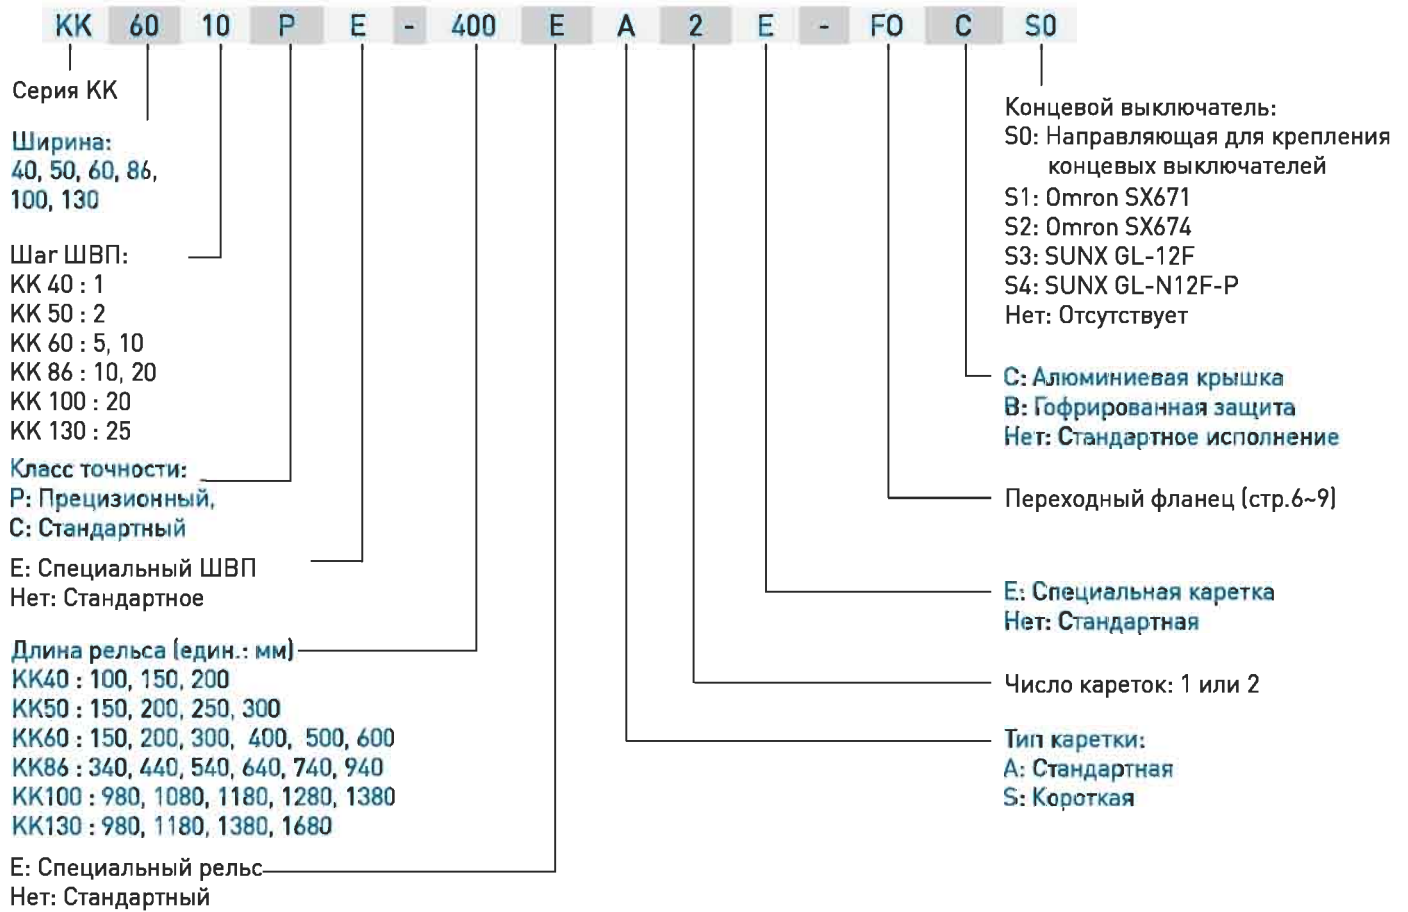 KK 60 10 P E - 400 E A 2 E - F0 C S0
Серия KK
Ширина:
40, 50, 60, 86,
100, 130
Шаг ШВП:
KK 40 : 1
KK 50 : 2
KK 60 : 5, 10
KK 86 : 10, 20
KK 100 : 20
KK 130 : 25
Класс точности:
P: Прецизионный,
C: Стандартный
E: Специальный ШВП
Нет: Стандартное
Длина рельса (един.: мм)
KK40 : 100, 150, 200
KK50 : 150, 200, 250, 300
KK60 : 150, 200, 300, 400, 500, 600
KK86 : 340, 440, 540, 640, 740, 940
KK100 : 980, 1080, 1180, 1280, 1380
KK130 : 980, 1180, 1380, 1680
E: Специальный рельс
Нет: Стандартный
Концевой выключатель:
S0: Направляющая для крепления
концевых выключателей
S1: Omron SX671
S2: Omron SX674
S3: SUNX GL-12F
S4: SUNX GL-N12F-P
Нет: Отсутствует
C: Алюминиевая крышка
B: Гофрированная защита
Нет: Стандартное исполнение
Переходный фланец (стр.6~9)
E: Специальная каретка
Нет: Стандартная
Число кареток: 1 или 2
Тип каретки:
A: Стандартная
S: Короткая